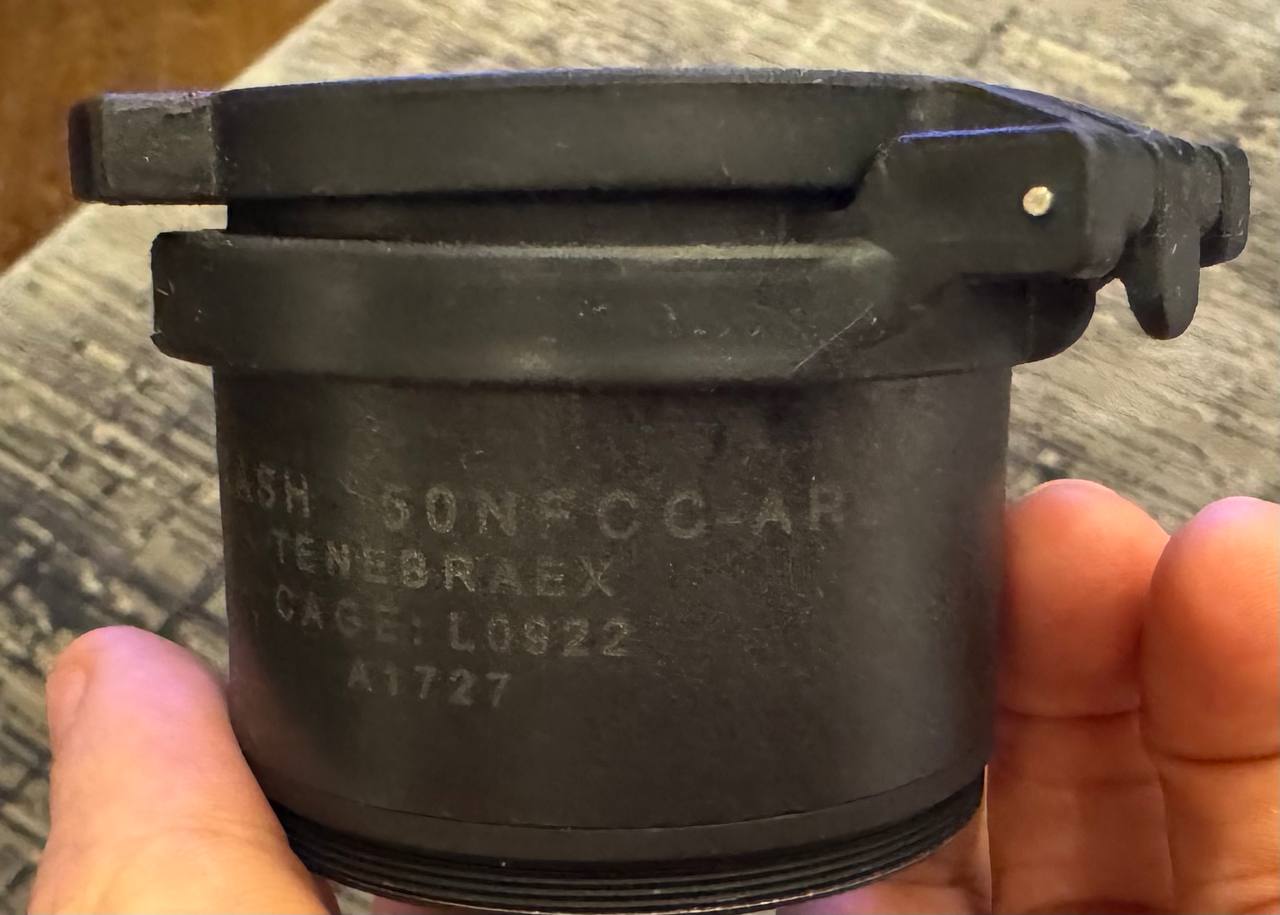 ASH 50NFCC-AR
TENEBRAEX
CAGE: L0922
A1727